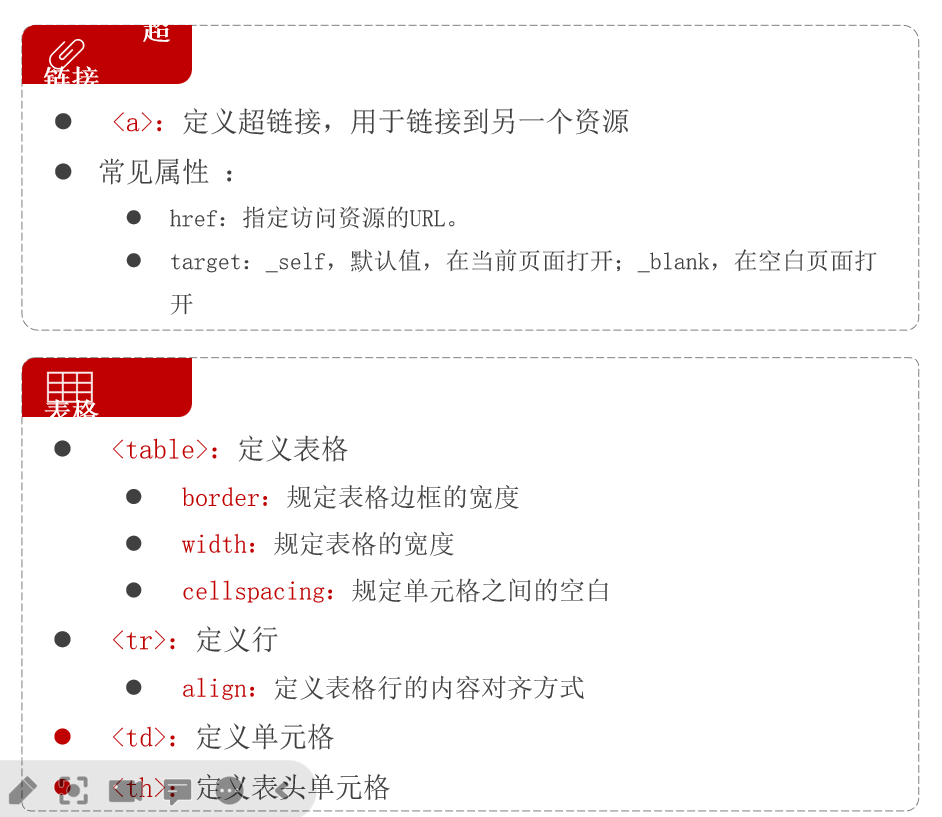 超
链接
<a>：定义超链接，用于链接到另一个资源
常见属性 ：
href：指定访问资源的URL。
target：_self，默认值，在当前页面打开；_blank，在空白页面打
开
表格
<table>：定义表格
border：规定表格边框的宽度
width：规定表格的宽度
cellspacing：规定单元格之间的空白
<tr>：定义行
align：定义表格行的内容对齐方式
<td>：定义单元格
<th>：定义表头单元格